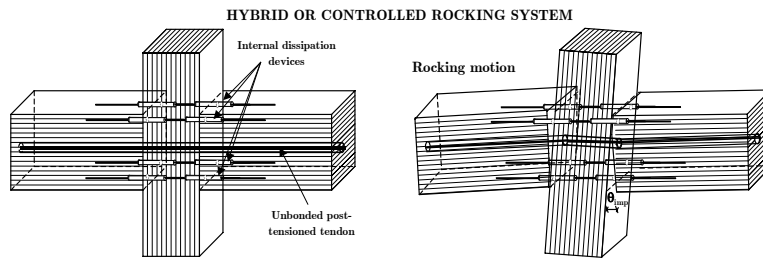 HYBRID OR CONTROLLED ROCKING SYSTEM
Internal dissipation
devices
Rocking motion
Unbonded post-
tensioned tendon
θimp